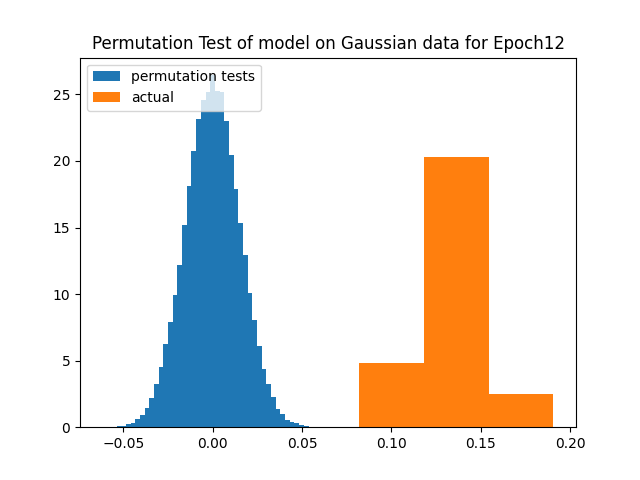 Permutation Test of model on Gaussian data for Epoch12
permutation tests
actual
25
20
15
10
5
0
−0.05 0.00 0.05 0.10 0.15 0.20